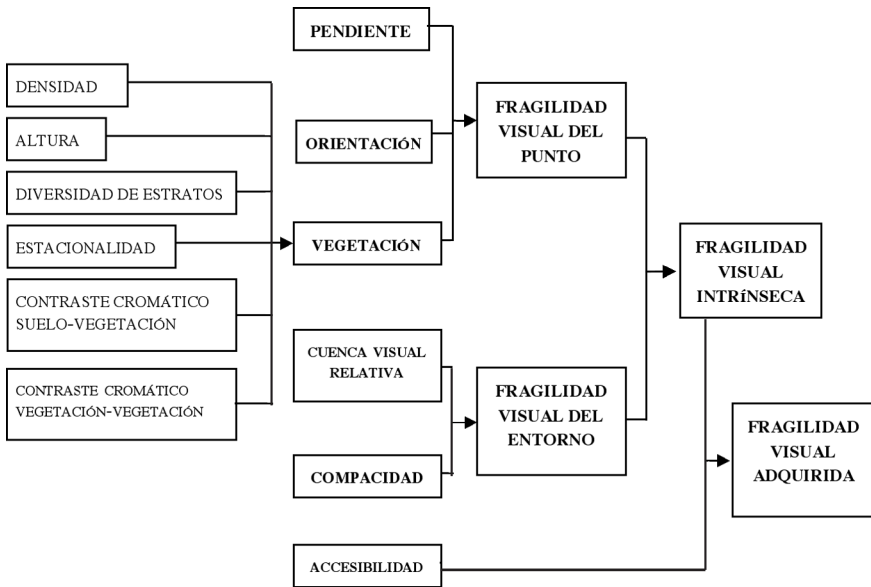 PENDIENTE
DENSIDAD
ALTURA
DIVERSIDAD DE ESTRATOS
ESTACIONALIDAD
CONTRASTE CROMÁTICO
SUELO-VEGETACIÓN
CONTRASTE CROMÁTICO
VEGETACIÓN-VEGETACIÓN
ORIENTACIÓN
VEGETACIÓN
CUENCA VISUAL
RELATIVA
COMPACIDAD
ACCESIBILIDAD
FRAGILIDAD
VISUAL DEL
PUNTO
FRAGILIDAD
VISUAL DEL
ENTORNO
FRAGILIDAD
VISUAL
INTRíNSECA
FRAGILIDAD
VISUAL
ADQUIRIDA